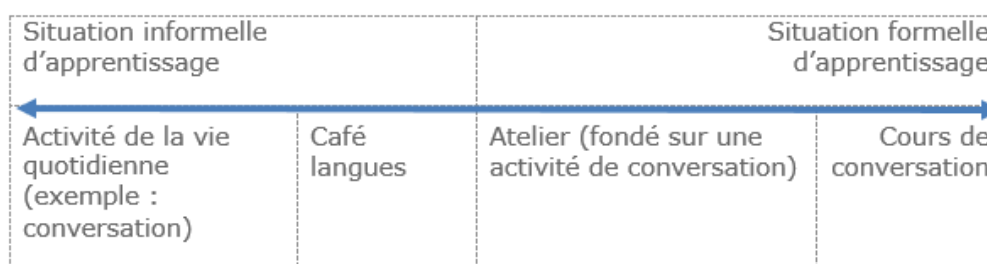 Situation informelle
d'apprentissage
Situation formelle
d'apprentissage
Activité de la vie
quotidienne
(exemple :
conversation)
Café
langues
Atelier (fondé sur une
activité de conversation)
Cours de
conversation